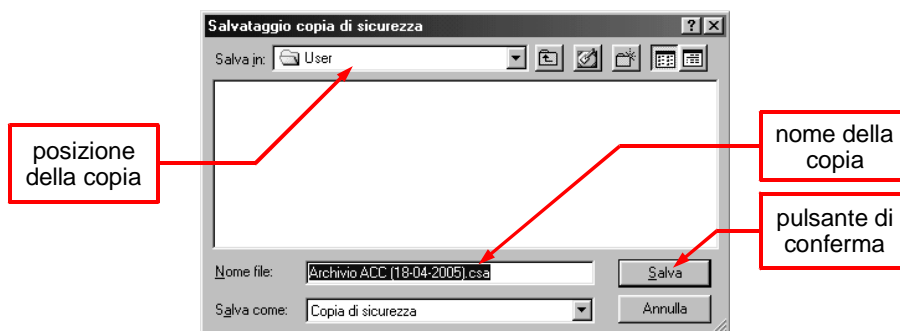 Salvataggio copia di sicurezza
Salva in: User
posizione
della copia
nome della
copia
pulsante di
conferma
Nome file: Archivio ACC (18-04-2005).csa Salva
Salva come: Copia di sicurezza Annulla